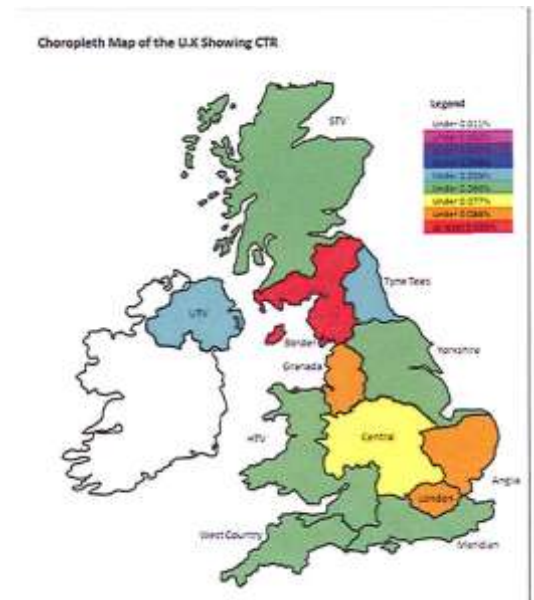 Choropleth Map of the U.K Showing CTR
Legend
Under 0.011%
Under 0.066%
Under 0.077%
Under 0.088%
STV
Tyne Tees
UTV
Border
Yorkshire
Granada
HTV
Central
Anglia
London
West Country
Meridian